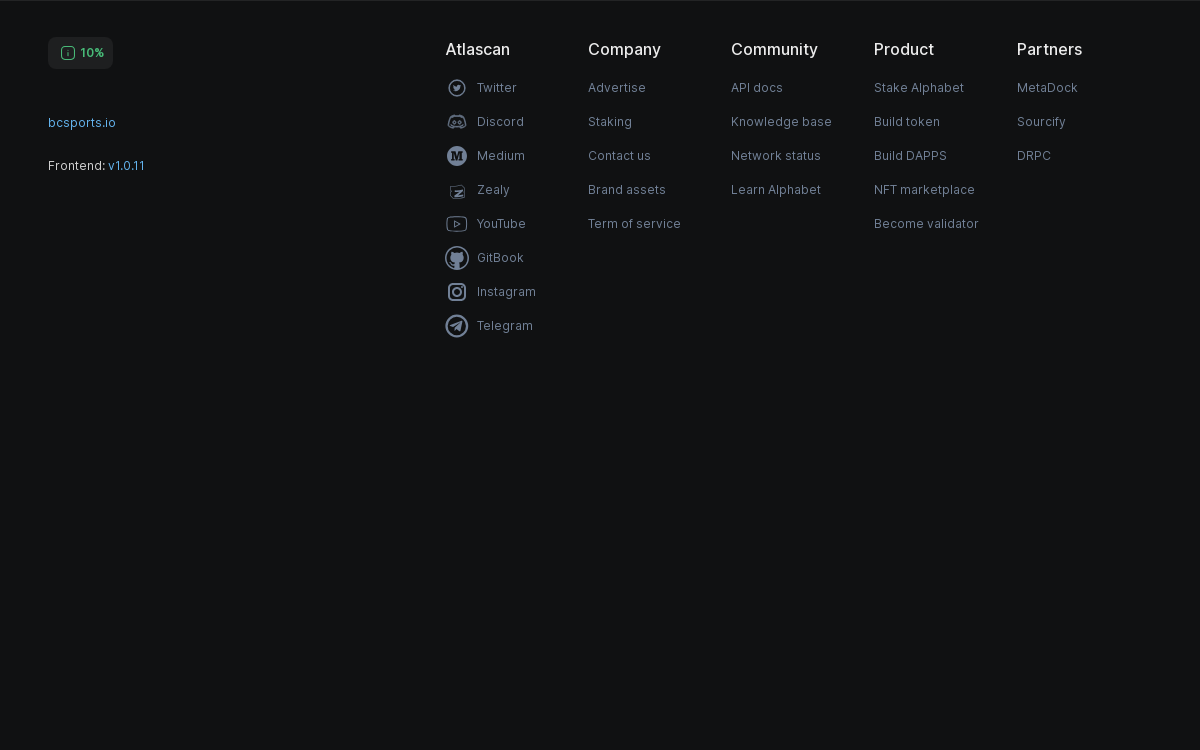 10%
bcsports.io
Frontend: v1.0.11
Atlascan
Twitter
Discord
Medium
Zealy
YouTube
GitBook
Instagram
Telegram
Company
Advertise
Staking
Contact us
Brand assets
Term of service
Community
API docs
Knowledge base
Network status
Learn Alphabet
Product
Stake Alphabet
Build token
Build DAPPS
NFT marketplace
Become validator
Partners
MetaDock
Sourcify
DRPC